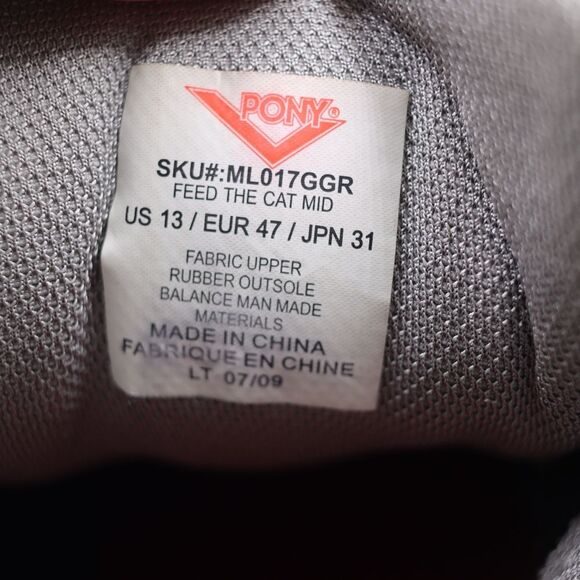 PONY®
SKU#:ML017GGR
FEED THE CAT MID
US 13 / EUR 47 / JPN 31
FABRIC UPPER
RUBBER OUTSOLE
BALANCE MAN MADE
MATERIALS
MADE IN CHINA
FABRIQUE EN CHINE
LT 07/09